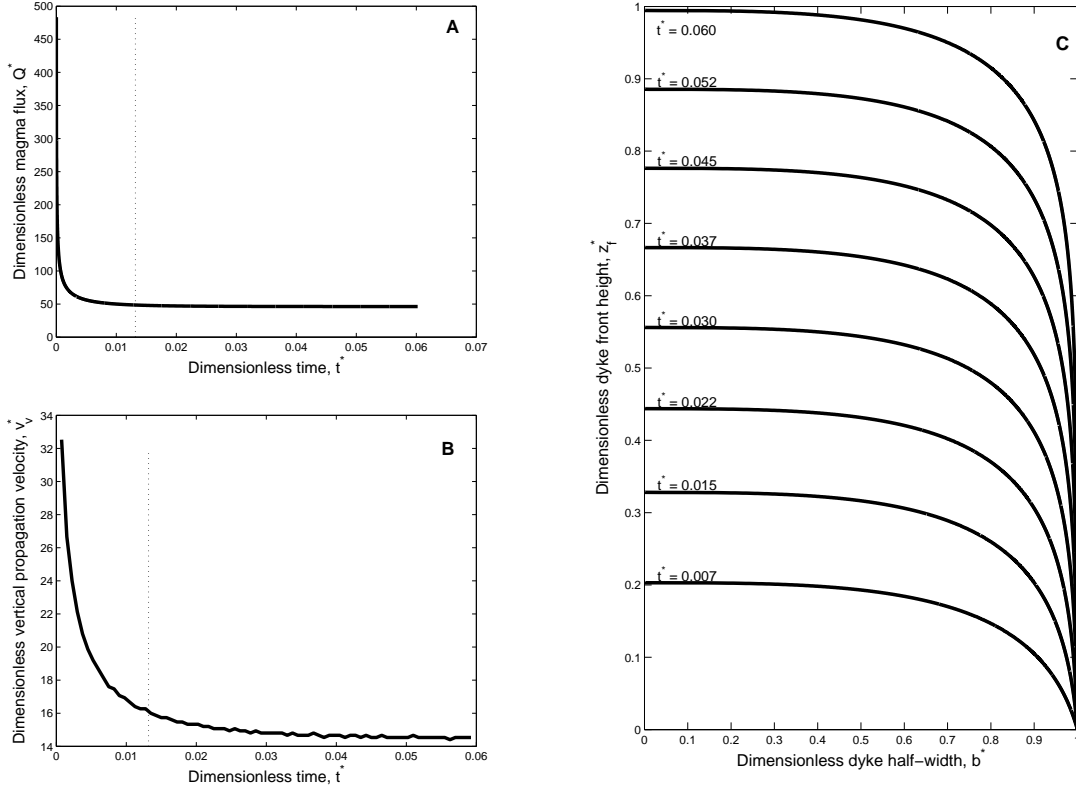 A
Dimensionless magma flux, Q*
500
450
400
350
300
250
200
150
100
50
0
0 0.01 0.02 0.03 0.04 0.05 0.06 0.07
Dimensionless time, t*
B
Dimensionless vertical propagation velocity, v_v*
34
32
30
28
26
24
22
20
18
16
14
0 0.01 0.02 0.03 0.04 0.05 0.06
Dimensionless time, t*
C
Dimensionless dyke front height, z_f*
1
0.9
0.8
0.7
0.6
0.5
0.4
0.3
0.2
0.1
0
t* = 0.060
t* = 0.052
t* = 0.045
t* = 0.037
t* = 0.030
t* = 0.022
t* = 0.015
t* = 0.007
0 0.1 0.2 0.3 0.4 0.5 0.6 0.7 0.8 0.9 1
Dimensionless dyke half-width, b*